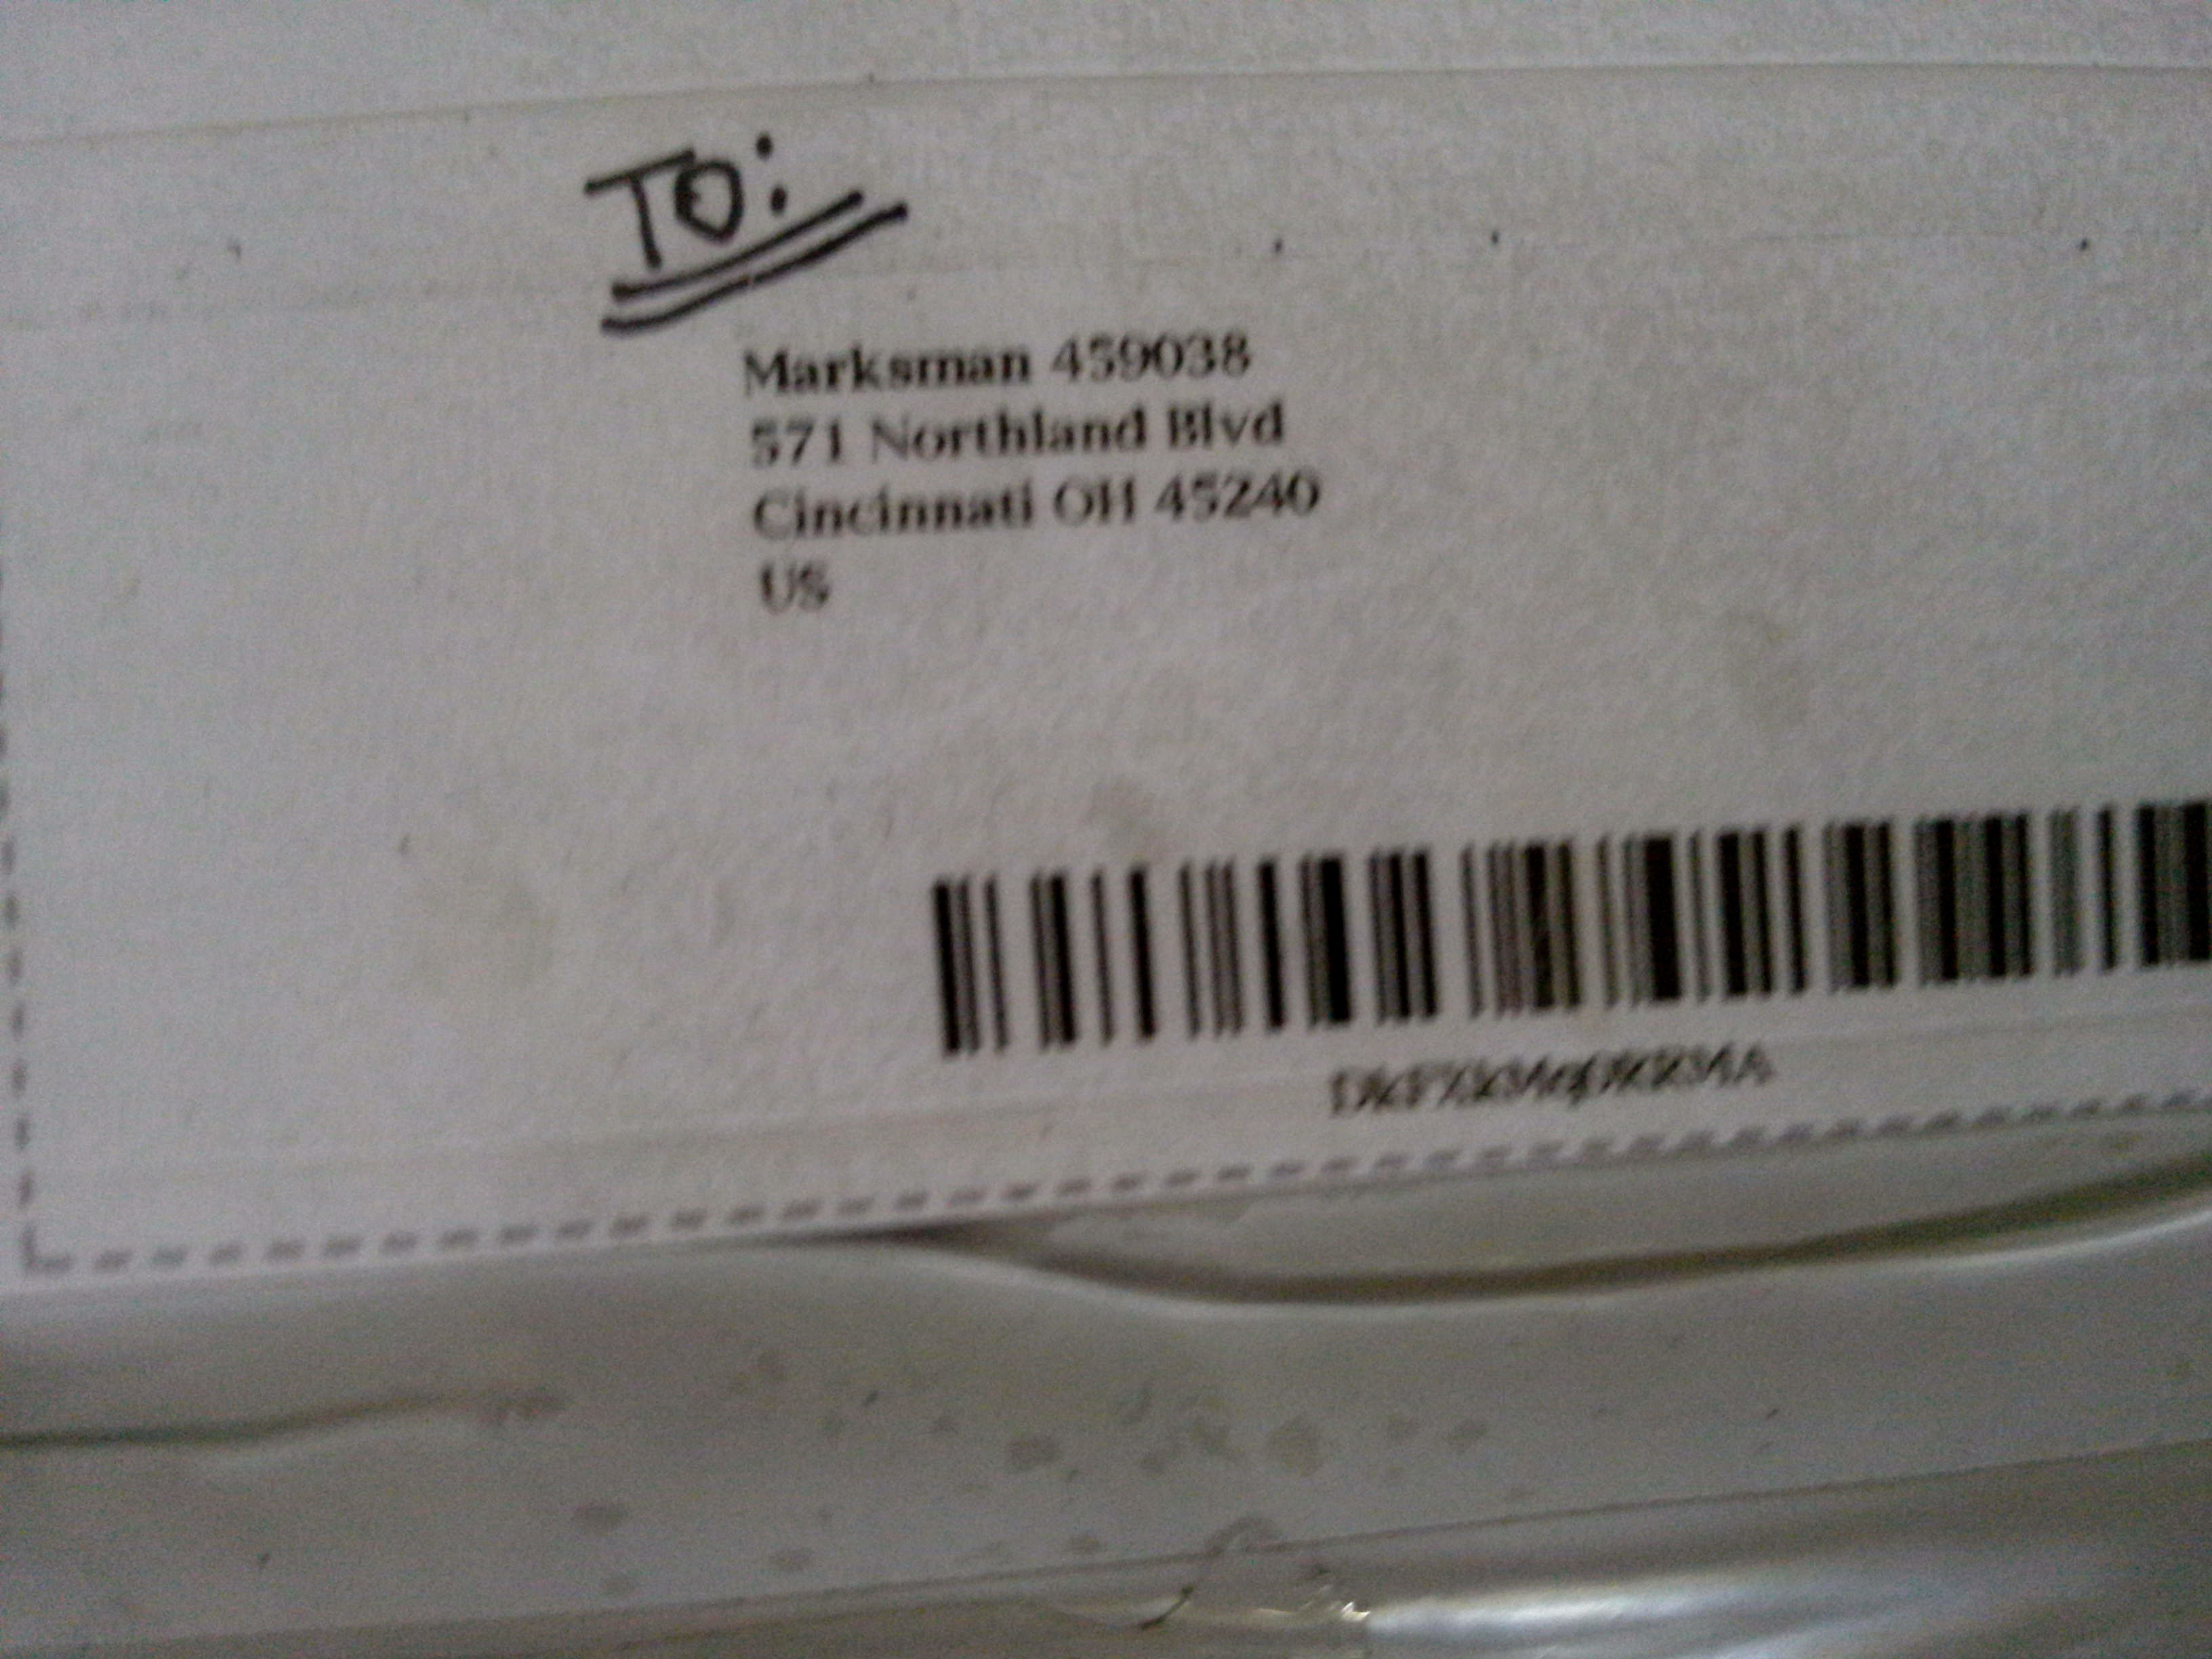 TO:
Marksman 459038
571 Northland Blvd
Cincinnati OH 45240
US